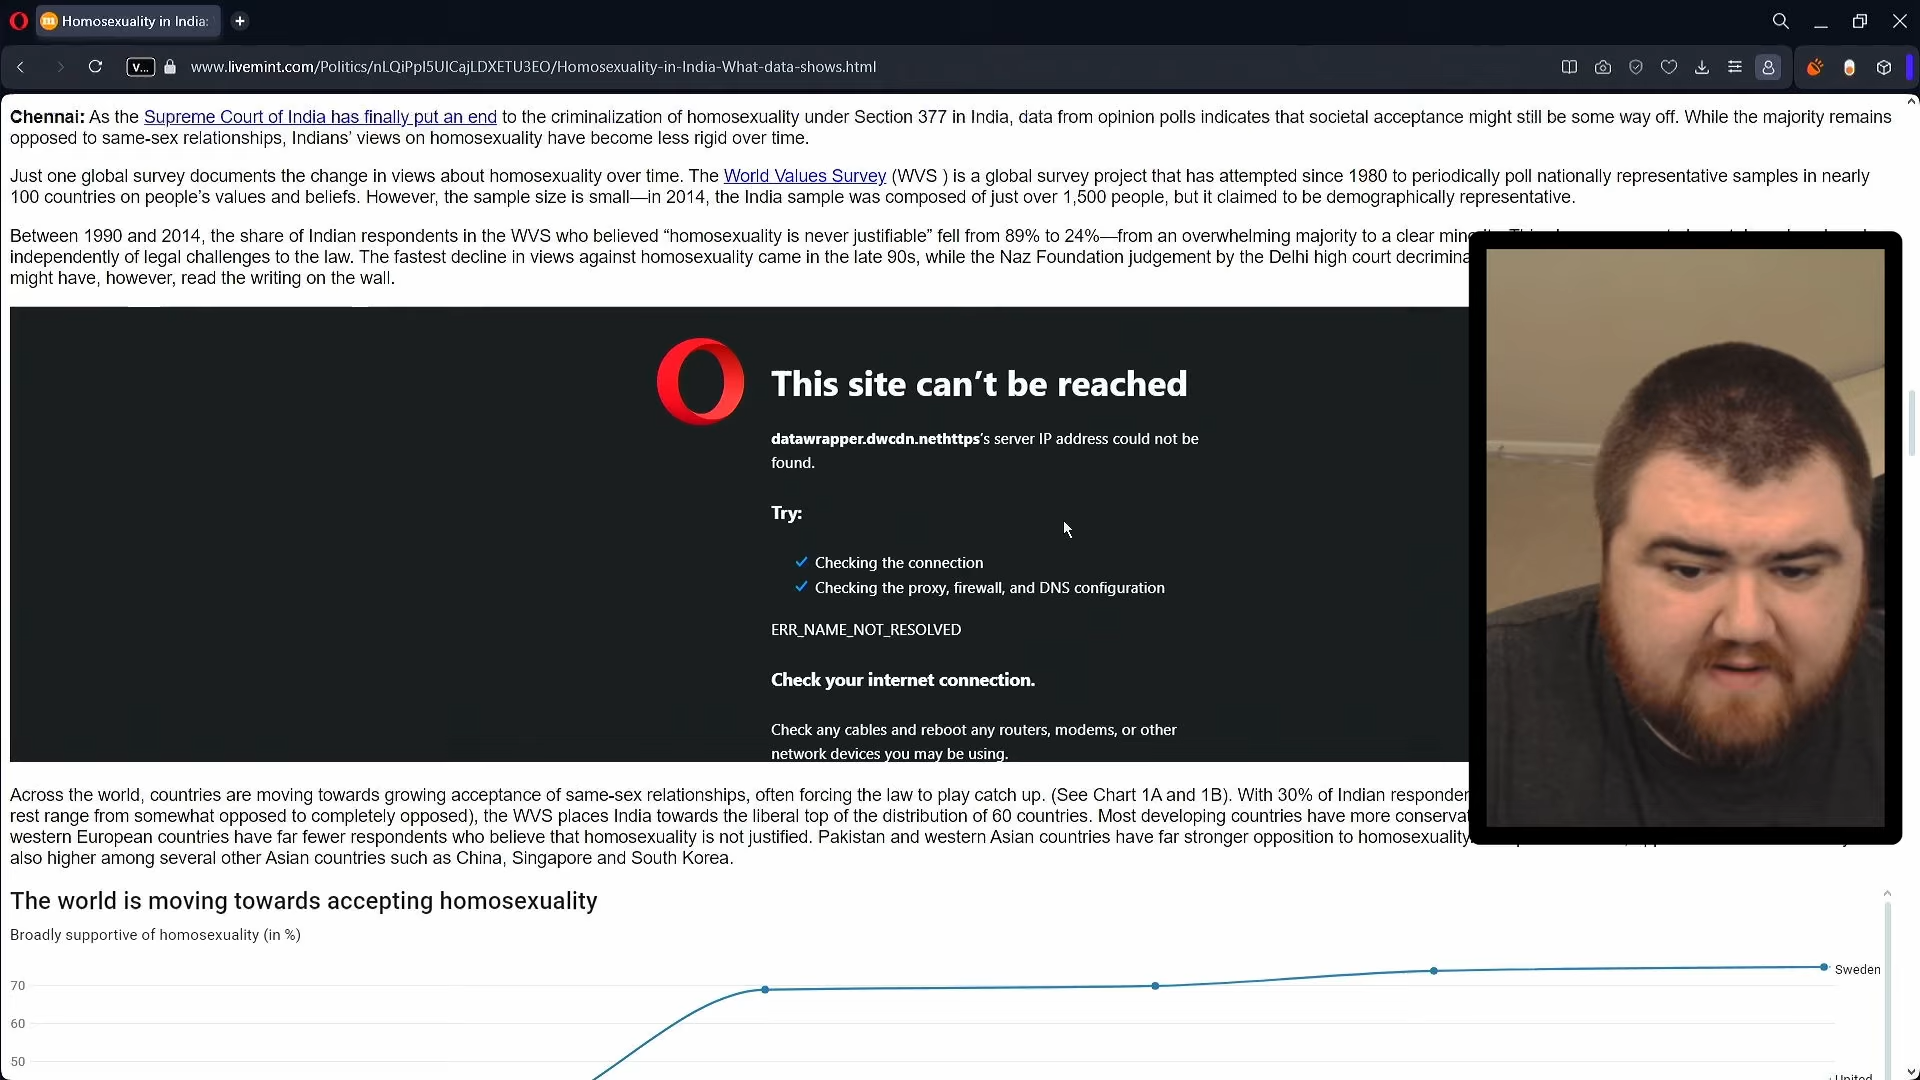 Homosexuality in India:
V...
www.livemint.com/Politics/nLQiPpI5UICajLDXETU3EO/Homosexuality-in-India-What-data-shows.html
Chennai: As the Supreme Court of India has finally put an end to the criminalization of homosexuality under Section 377 in India, data from opinion polls indicates that societal acceptance might still be some way off. While the majority remains
opposed to same-sex relationships, Indians’ views on homosexuality have become less rigid over time.
Just one global survey documents the change in views about homosexuality over time. The World Values Survey (WVS ) is a global survey project that has attempted since 1980 to periodically poll nationally representative samples in nearly
100 countries on people’s values and beliefs. However, the sample size is small—in 2014, the India sample was composed of just over 1,500 people, but it claimed to be demographically representative.
Between 1990 and 2014, the share of Indian respondents in the WVS who believed “homosexuality is never justifiable” fell from 89% to 24%—from an overwhelming majority to a clear
independently of legal challenges to the law. The fastest decline in views against homosexuality came in the late 90s, while the Naz Foundation judgement by the Delhi high court
might have, however, read the writing on the wall.
This site can’t be reached
datawrapper.dwcdn.nethttps’s server IP address could not be
found.
Try:
Checking the connection
Checking the proxy, firewall, and DNS configuration
ERR_NAME_NOT_RESOLVED
Check your internet connection.
Check any cables and reboot any routers, modems, or other
network devices you may be using.
Across the world, countries are moving towards growing acceptance of same-sex relationships, often forcing the law to play catch up. (See Chart 1A and 1B). With 30% of Indian
rest range from somewhat opposed to completely opposed), the WVS places India towards the liberal top of the distribution of 60 countries. Most developing countries have more
western European countries have far fewer respondents who believe that homosexuality is not justified. Pakistan and western Asian countries have far stronger opposition to homosexuality.
also higher among several other Asian countries such as China, Singapore and South Korea.
The world is moving towards accepting homosexuality
Broadly supportive of homosexuality (in %)
Sweden
70
60
50
United